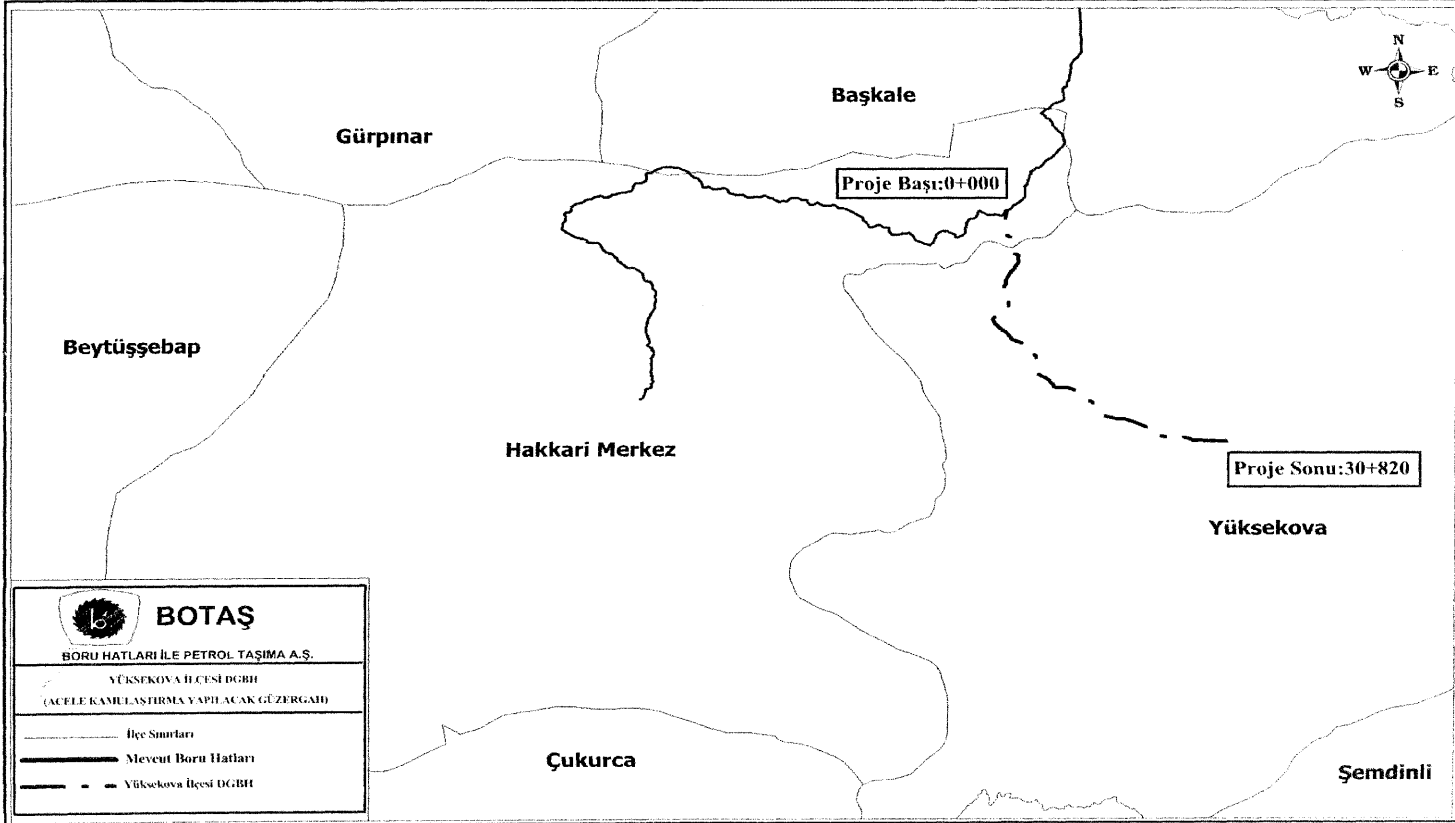 N
W E
S
Başkale
Gürpınar
Proje Başı:0+000
Beytüşşebap
Hakkari Merkez
Proje Sonu:30+820
Yüksekova
BOTAŞ
BORU HATLARI İLE PETROL TAŞIMA A.Ş.
YÜKSEKOVA İLÇESİ DGBH
(ACELE KAMULAŞTIRMA YAPILACAK GÜZERGAH)
İlçe Sınırları
Mevcut Boru Hatları
Yüksekova İlçesi DGBH
Çukurca
Şemdinli